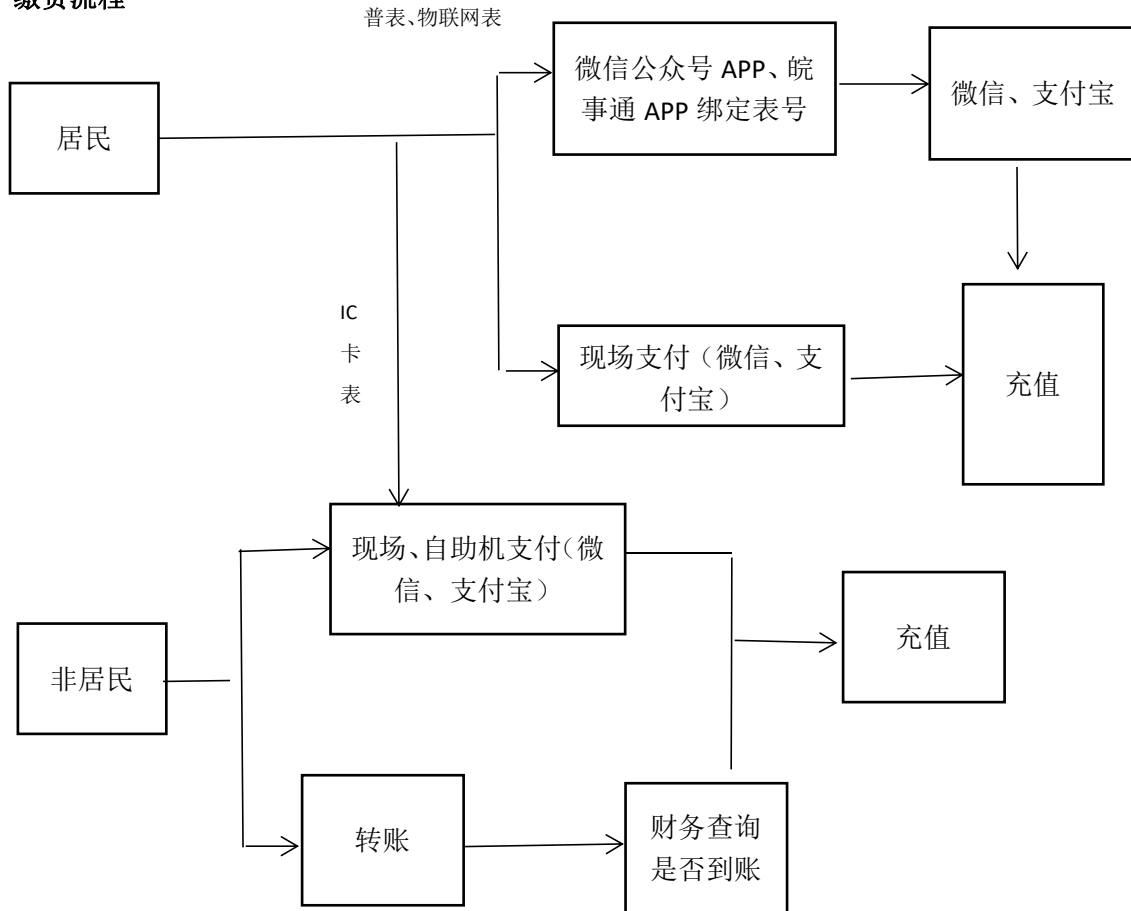 缴费流程
普表、物联网表
微信公众号 APP、皖
事通 APP 绑定表号
微信、支付宝
居民
IC
卡
表
现场支付（微信、支
付宝）
充值
现场、自助机支付（微
信、支付宝）
充值
非居民
转账
财务查询
是否到账